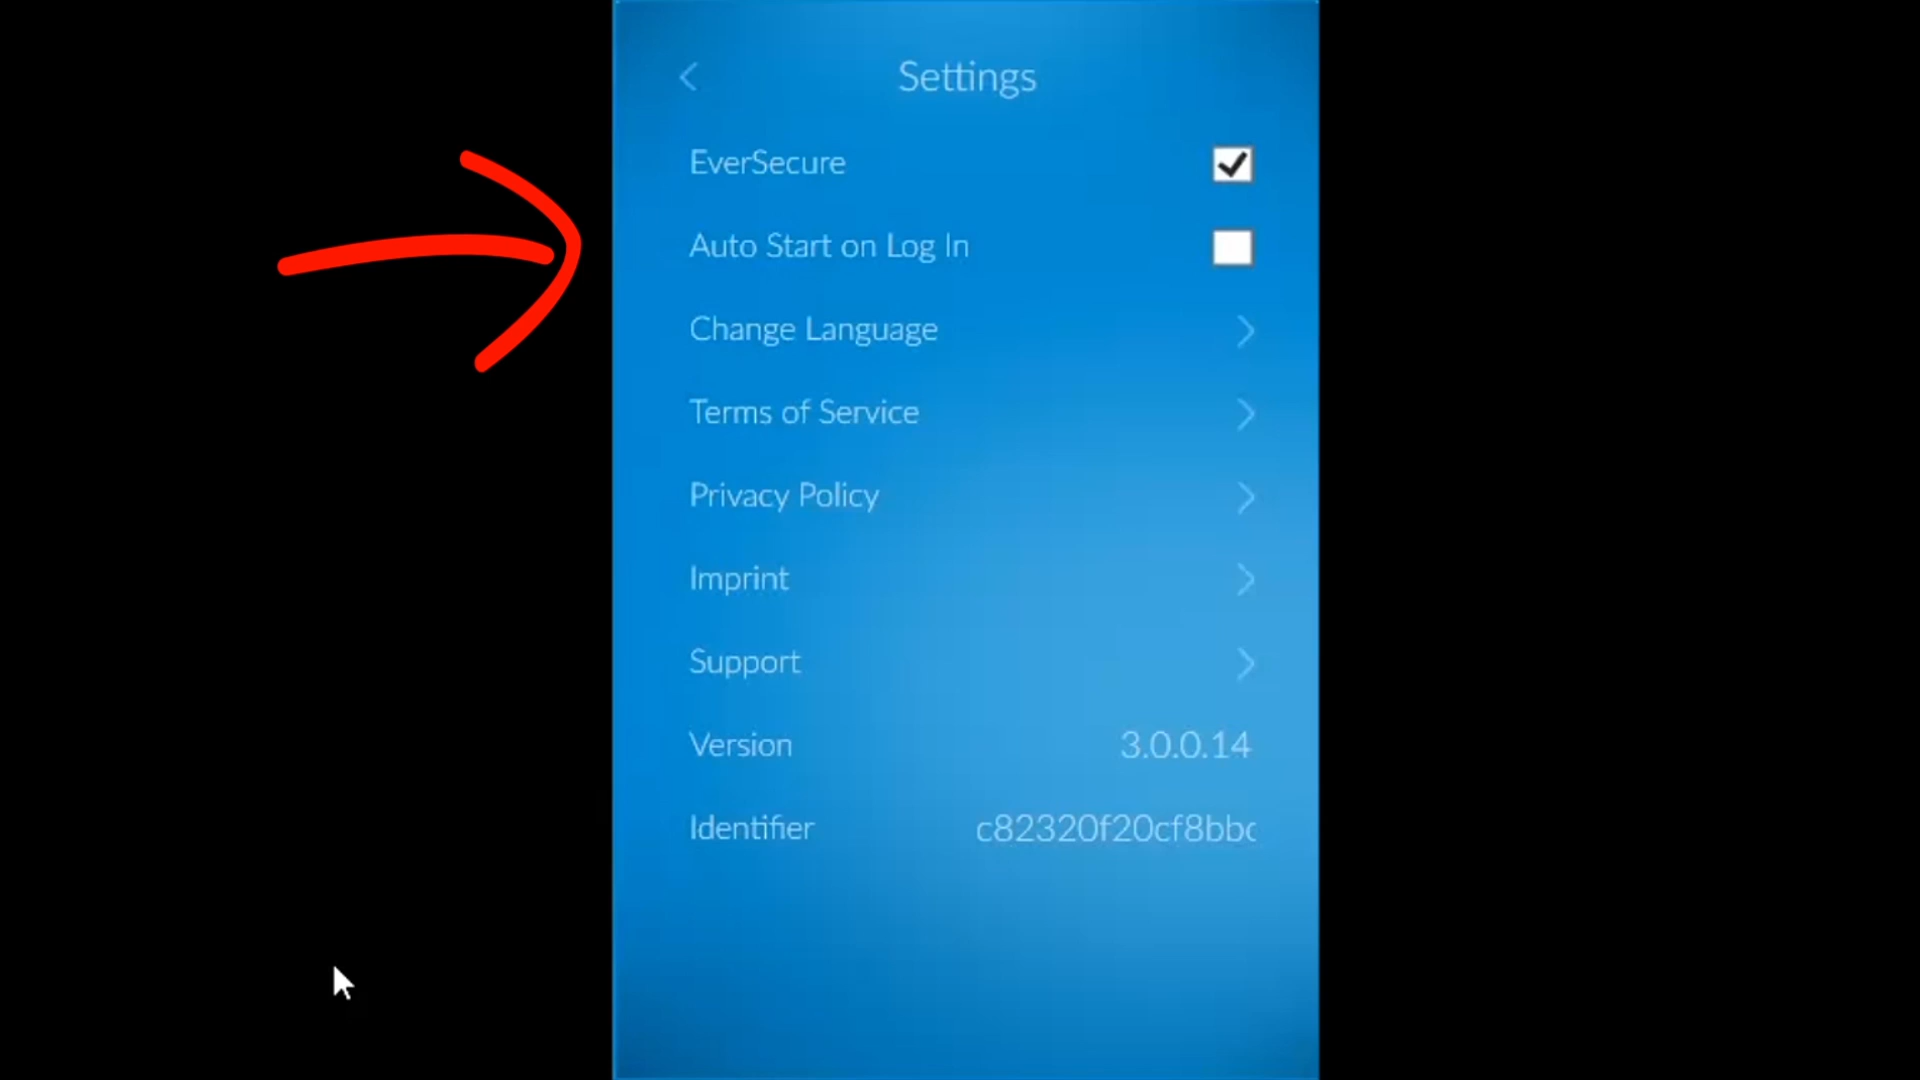 Settings
EverSecure
Auto Start on Log In
Change Language
Terms of Service
Privacy Policy
Imprint
Support
Version 3.0.0.14
Identifier c82320f20cf8bbc